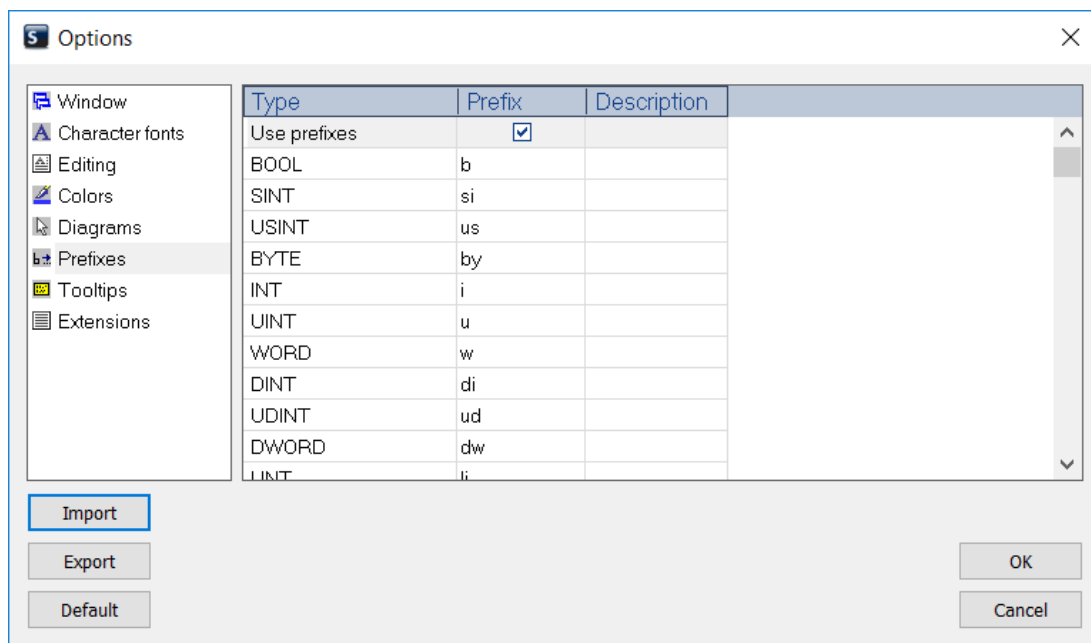 Options
Window
Character fonts
Editing
Colors
Diagrams
Prefixes
Tooltips
Extensions
Type Prefix Description
Use prefixes
BOOL b
SINT si
USINT us
BYTE by
INT i
UINT u
WORD w
DINT di
UDINT ud
DWORD dw
Import
Export
Default
OK
Cancel